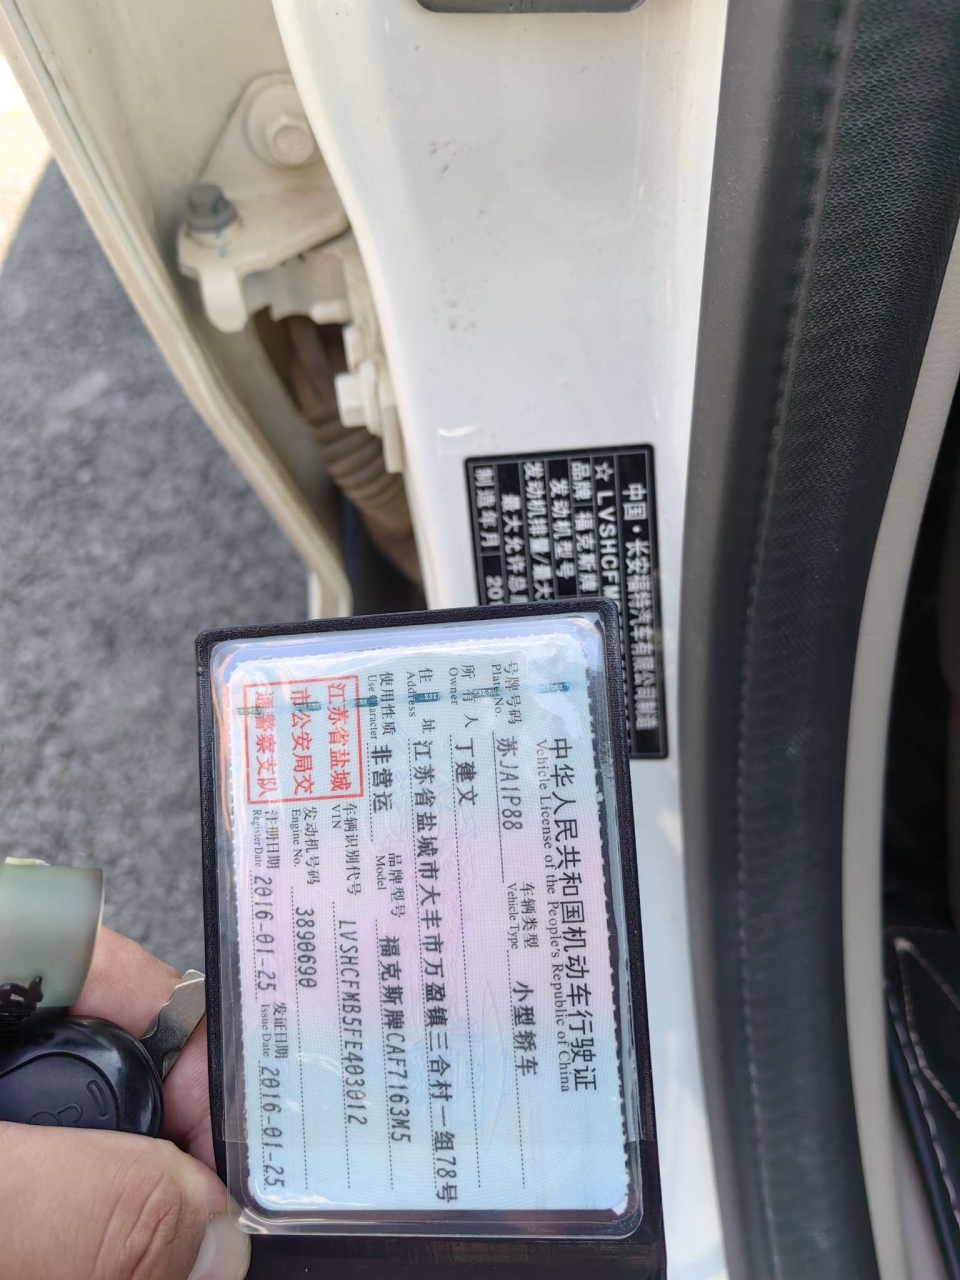 中国·长安福特汽车有限公司制造
☆LVSHCFM
品牌 福克斯牌
发动机型号
发动机排量/最大
最大允许总
制造年月 20
中华人民共和国机动车行驶证
Vehicle License of the People's Republic of China
号牌号码 苏JA1P88 车辆类型 小型轿车
Plate No. Vehicle Type
所有人 丁建文
Owner
住址 江苏省盐城市大丰市万盈镇三合村一组78号
Address
使用性质 非营运 品牌型号 福克斯牌CAF7163M5
Use Character Model
江苏省盐城
市公安局交
通警察支队
车辆识别代号 LVSHCFMB5FE403012
VIN
发动机号码 3890690
Engine No.
注册日期 2016-01-25 发证日期 2016-01-25
Register Date Issue Date